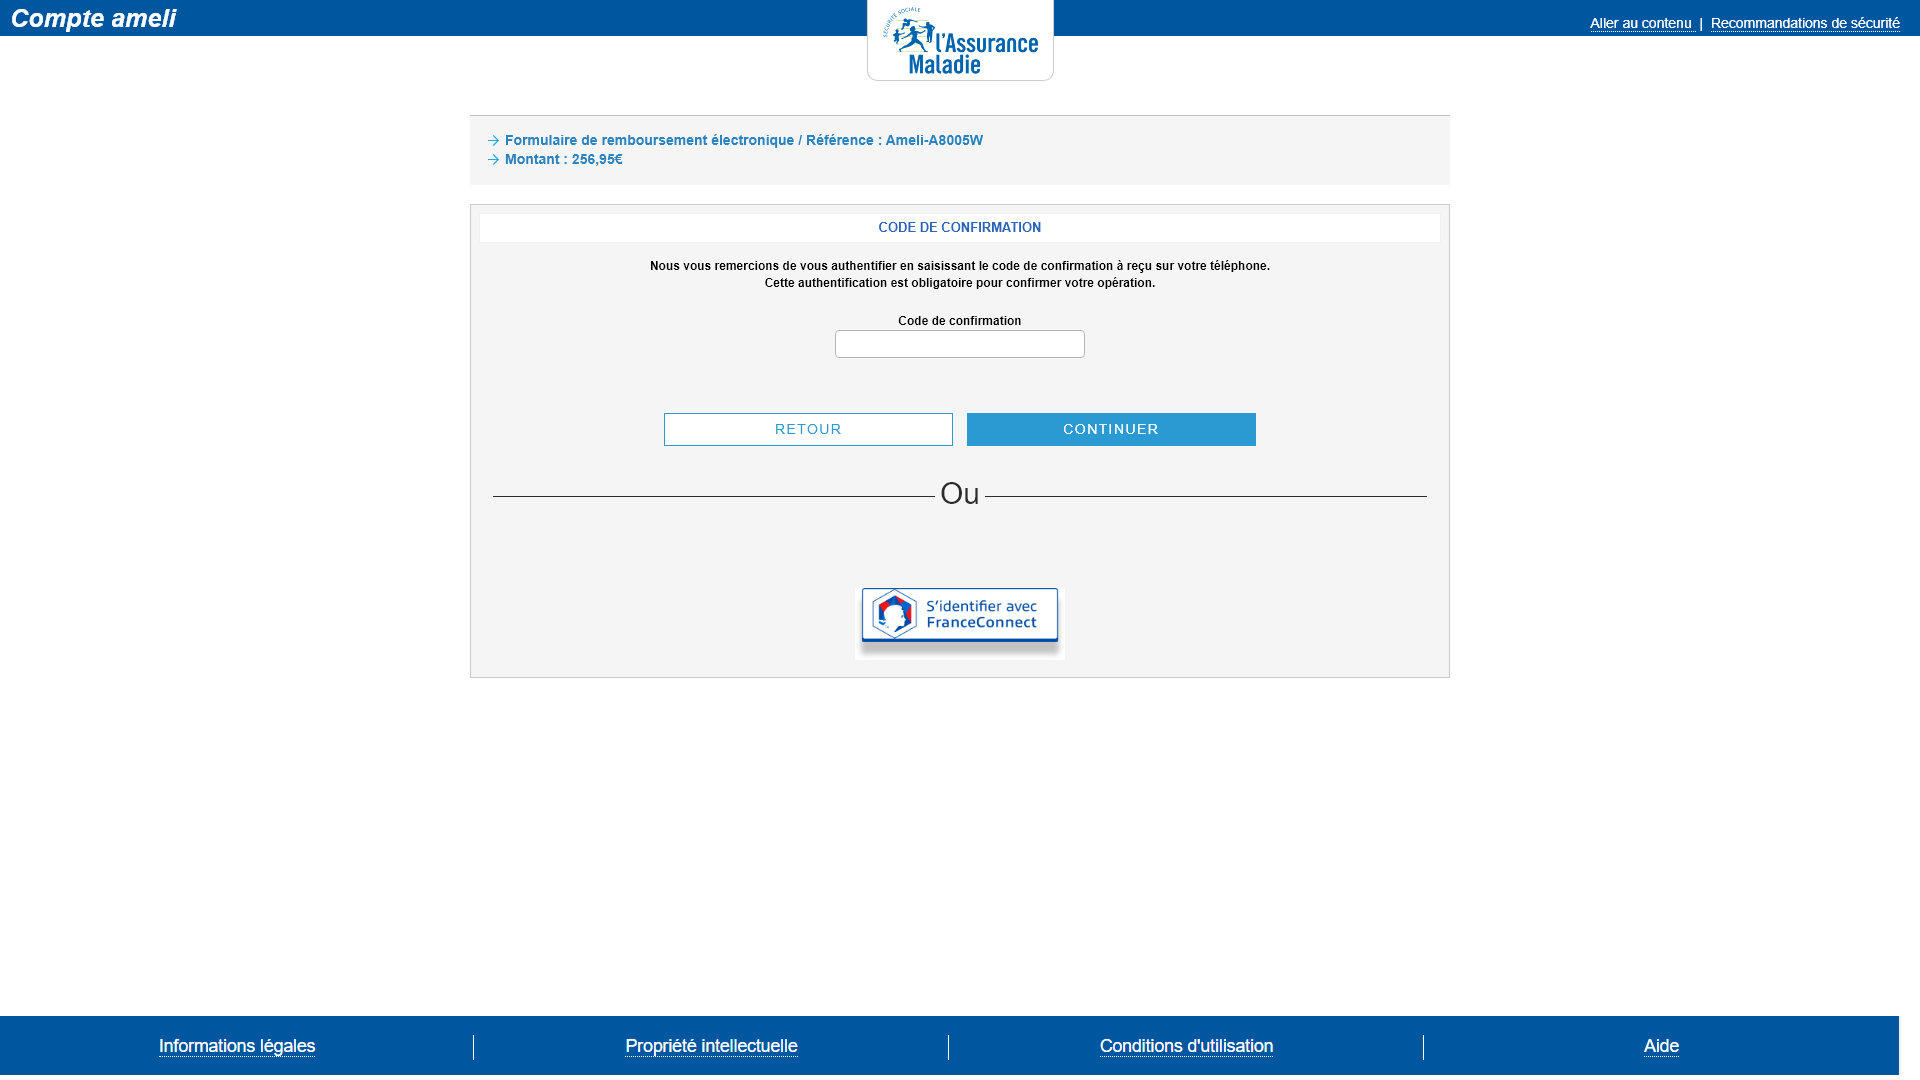 Compte ameli
SÉCURITÉ SOCIALE
l'Assurance
Maladie
Aller au contenu | Recommandations de sécurité
Formulaire de remboursement électronique / Référence : Ameli-A8005W
Montant : 256,95€
CODE DE CONFIRMATION
Nous vous remercions de vous authentifier en saisissant le code de confirmation à reçu sur votre téléphone.
Cette authentification est obligatoire pour confirmer votre opération.
Code de confirmation
RETOUR
CONTINUER
Ou
S'identifier avec
FranceConnect
Informations légales
Propriété intellectuelle
Conditions d'utilisation
Aide